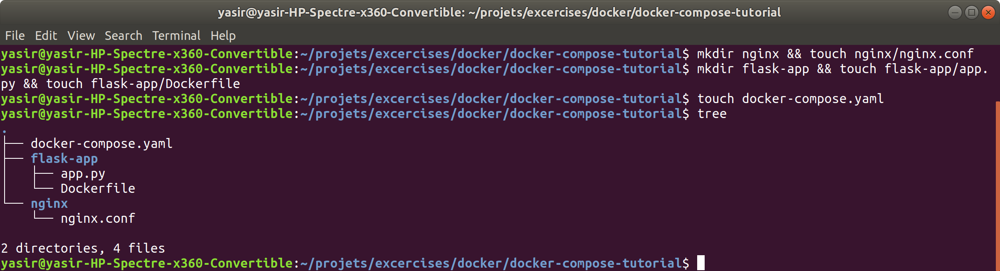 yasir@yasir-HP-Spectre-x360-Convertible: ~/projets/excercises/docker/docker-compose-tutorial
File Edit View Search Terminal Help
yasir@yasir-HP-Spectre-x360-Convertible:~/projets/excercises/docker/docker-compose-tutorial$ mkdir nginx && touch nginx/nginx.conf
yasir@yasir-HP-Spectre-x360-Convertible:~/projets/excercises/docker/docker-compose-tutorial$ mkdir flask-app && touch flask-app/app.
py && touch flask-app/Dockerfile
yasir@yasir-HP-Spectre-x360-Convertible:~/projets/excercises/docker/docker-compose-tutorial$ touch docker-compose.yaml
yasir@yasir-HP-Spectre-x360-Convertible:~/projets/excercises/docker/docker-compose-tutorial$ tree
.
├── docker-compose.yaml
├── flask-app
│   ├── app.py
│   └── Dockerfile
└── nginx
    └── nginx.conf
2 directories, 4 files
yasir@yasir-HP-Spectre-x360-Convertible:~/projets/excercises/docker/docker-compose-tutorial$